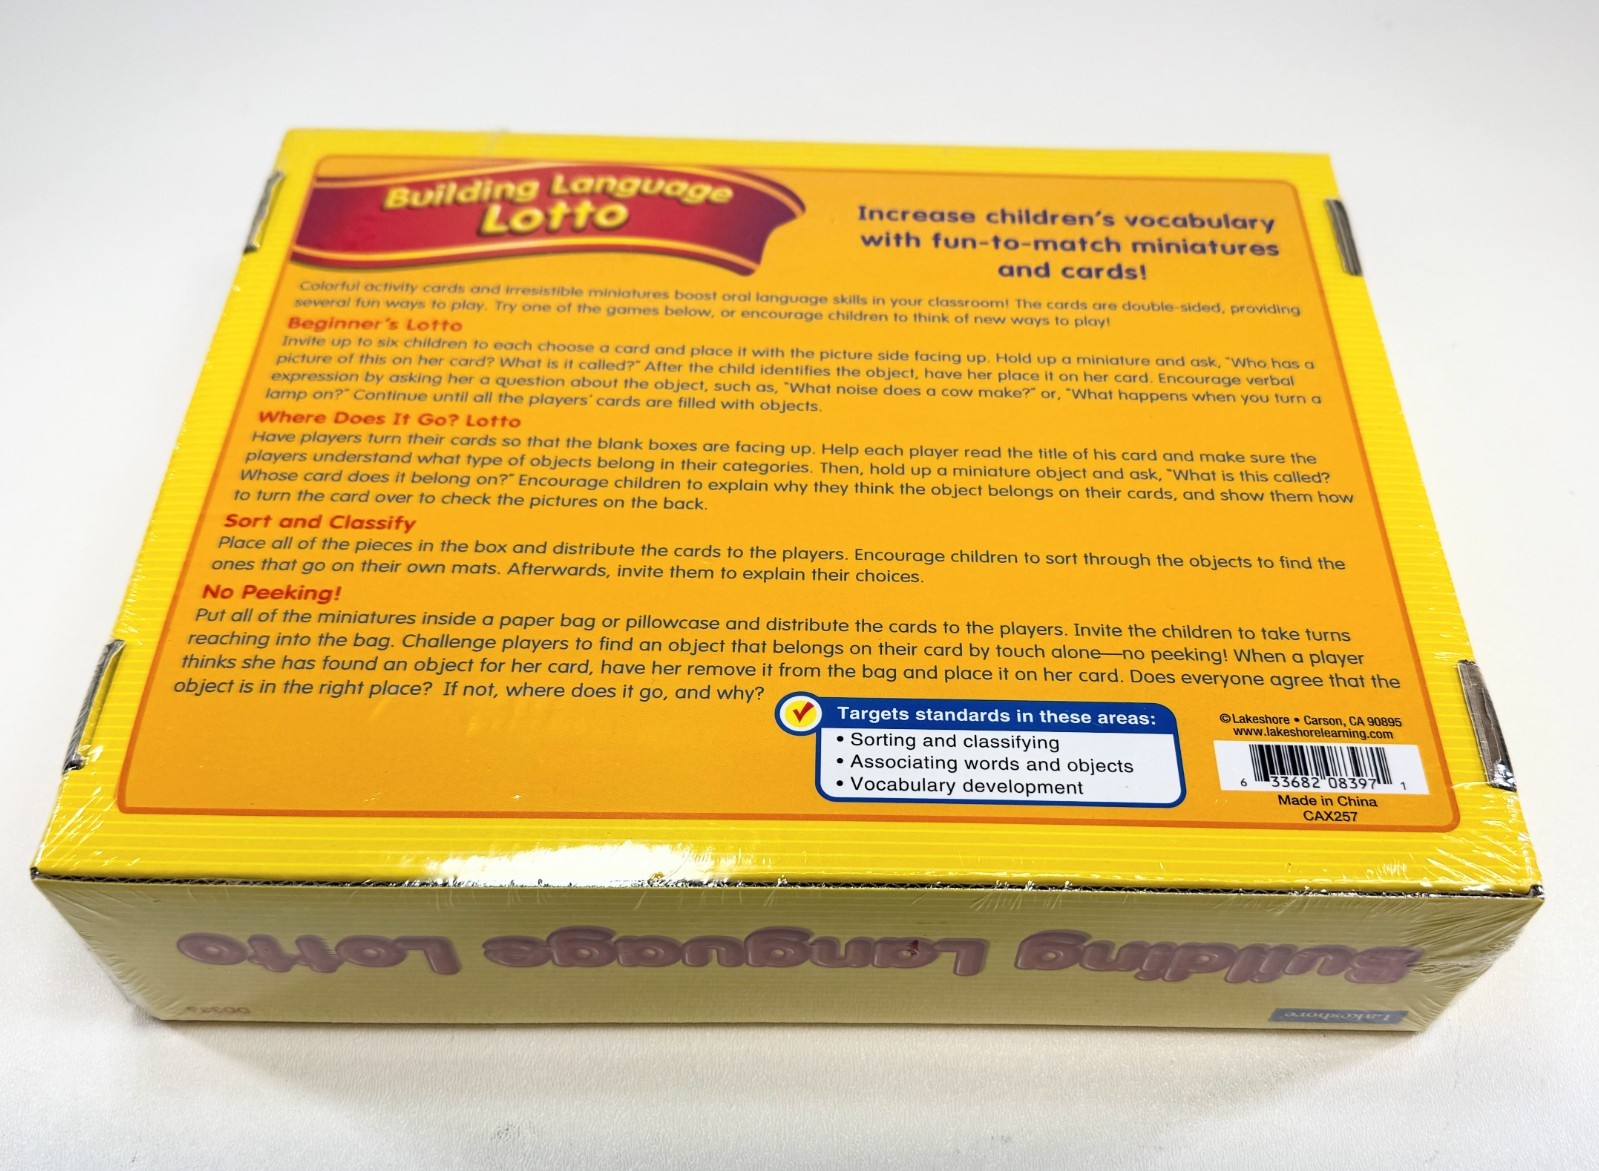 Building Language
Lotto
Increase children's vocabulary
with fun-to-match miniatures
and cards!
Colorful activity cards and irresistible miniatures boost oral language skills in your classroom! The cards are double-sided, providing
several fun ways to play. Try one of the games below, or encourage children to think of new ways to play!
Beginner's Lotto
Invite up to six children to each choose a card and place it with the picture side facing up. Hold up a miniature and ask, "Who has a
picture of this on her card? What is it called?" After the child identifies the object, have her place it on her card. Encourage verbal
expression by asking her a question about the object, such as, "What noise does a cow make?" or, "What happens when you turn a
lamp on?" Continue until all the players' cards are filled with objects.
Where Does It Go? Lotto
Have players turn their cards so that the blank boxes are facing up. Help each player read the title of his card and make sure the
players understand what type of objects belong in their categories. Then, hold up a miniature object and ask, "What is this called?
Whose card does it belong on?" Encourage children to explain why they think the object belongs on their cards, and show them how
to turn the card over to check the pictures on the back.
Sort and Classify
Place all of the pieces in the box and distribute the cards to the players. Encourage children to sort through the objects to find the
ones that go on their own mats. Afterwards, invite them to explain their choices.
No Peeking!
Put all of the miniatures inside a paper bag or pillowcase and distribute the cards to the players. Invite the children to take turns
reaching into the bag. Challenge players to find an object that belongs on their card by touch alone—no peeking! When a player
thinks she has found an object for her card, have her remove it from the bag and place it on her card. Does everyone agree that the
object is in the right place? If not, where does it go, and why?
Targets standards in these areas:
• Sorting and classifying
• Associating words and objects
• Vocabulary development
©Lakeshore • Carson, CA 90895
www.lakeshorelearning.com
6 33682 08397 1
Made in China
CAX257
Building Language Lotto
Lakeshore